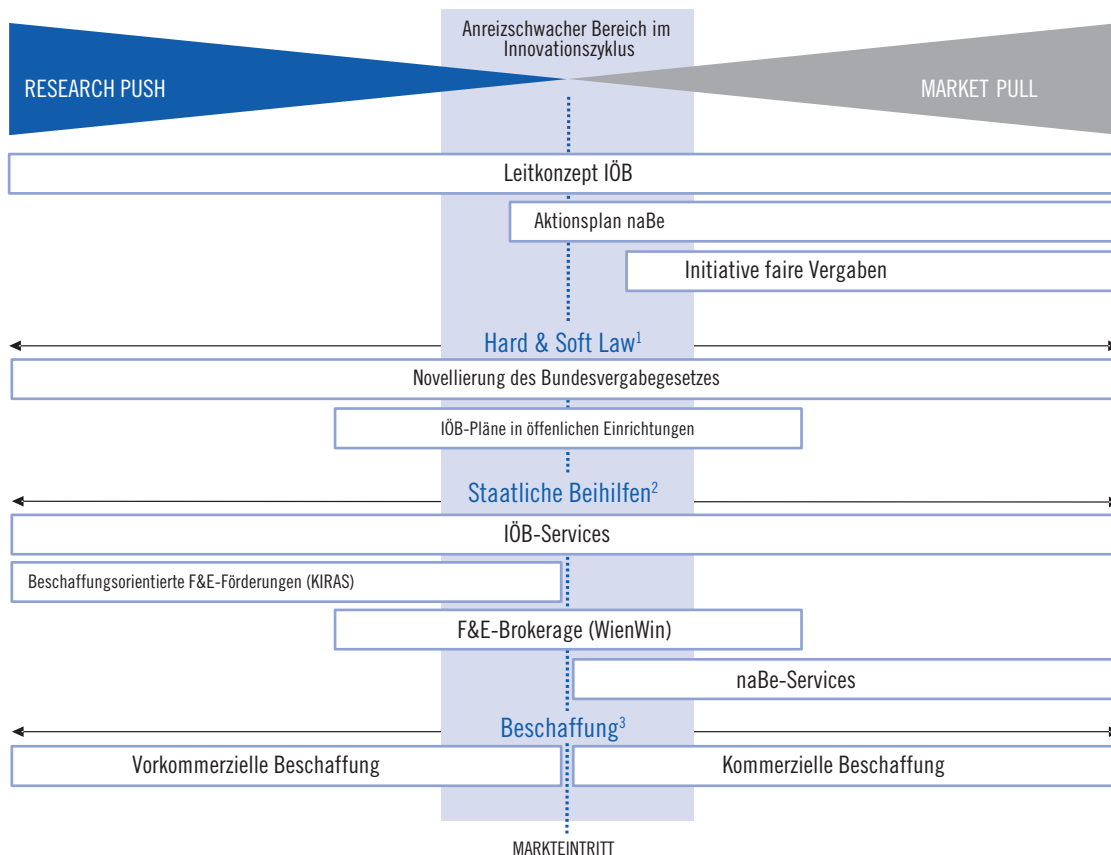 Anreizschwacher Bereich im
Innovationszyklus
RESEARCH PUSH
MARKET PULL
Leitkonzept IÖB
Aktionsplan naBe
Initiative faire Vergaben
Hard & Soft Law¹
Novellierung des Bundesvergabegesetzes
IÖB-Pläne in öffentlichen Einrichtungen
Staatliche Beihilfen²
IÖB-Services
Beschaffungsorientierte F&E-Förderungen (KIRAS)
F&E-Brokerage (WienWin)
naBe-Services
Beschaffung³
Vorkommerzielle Beschaffung
Kommerzielle Beschaffung
MARKTEINTRITT